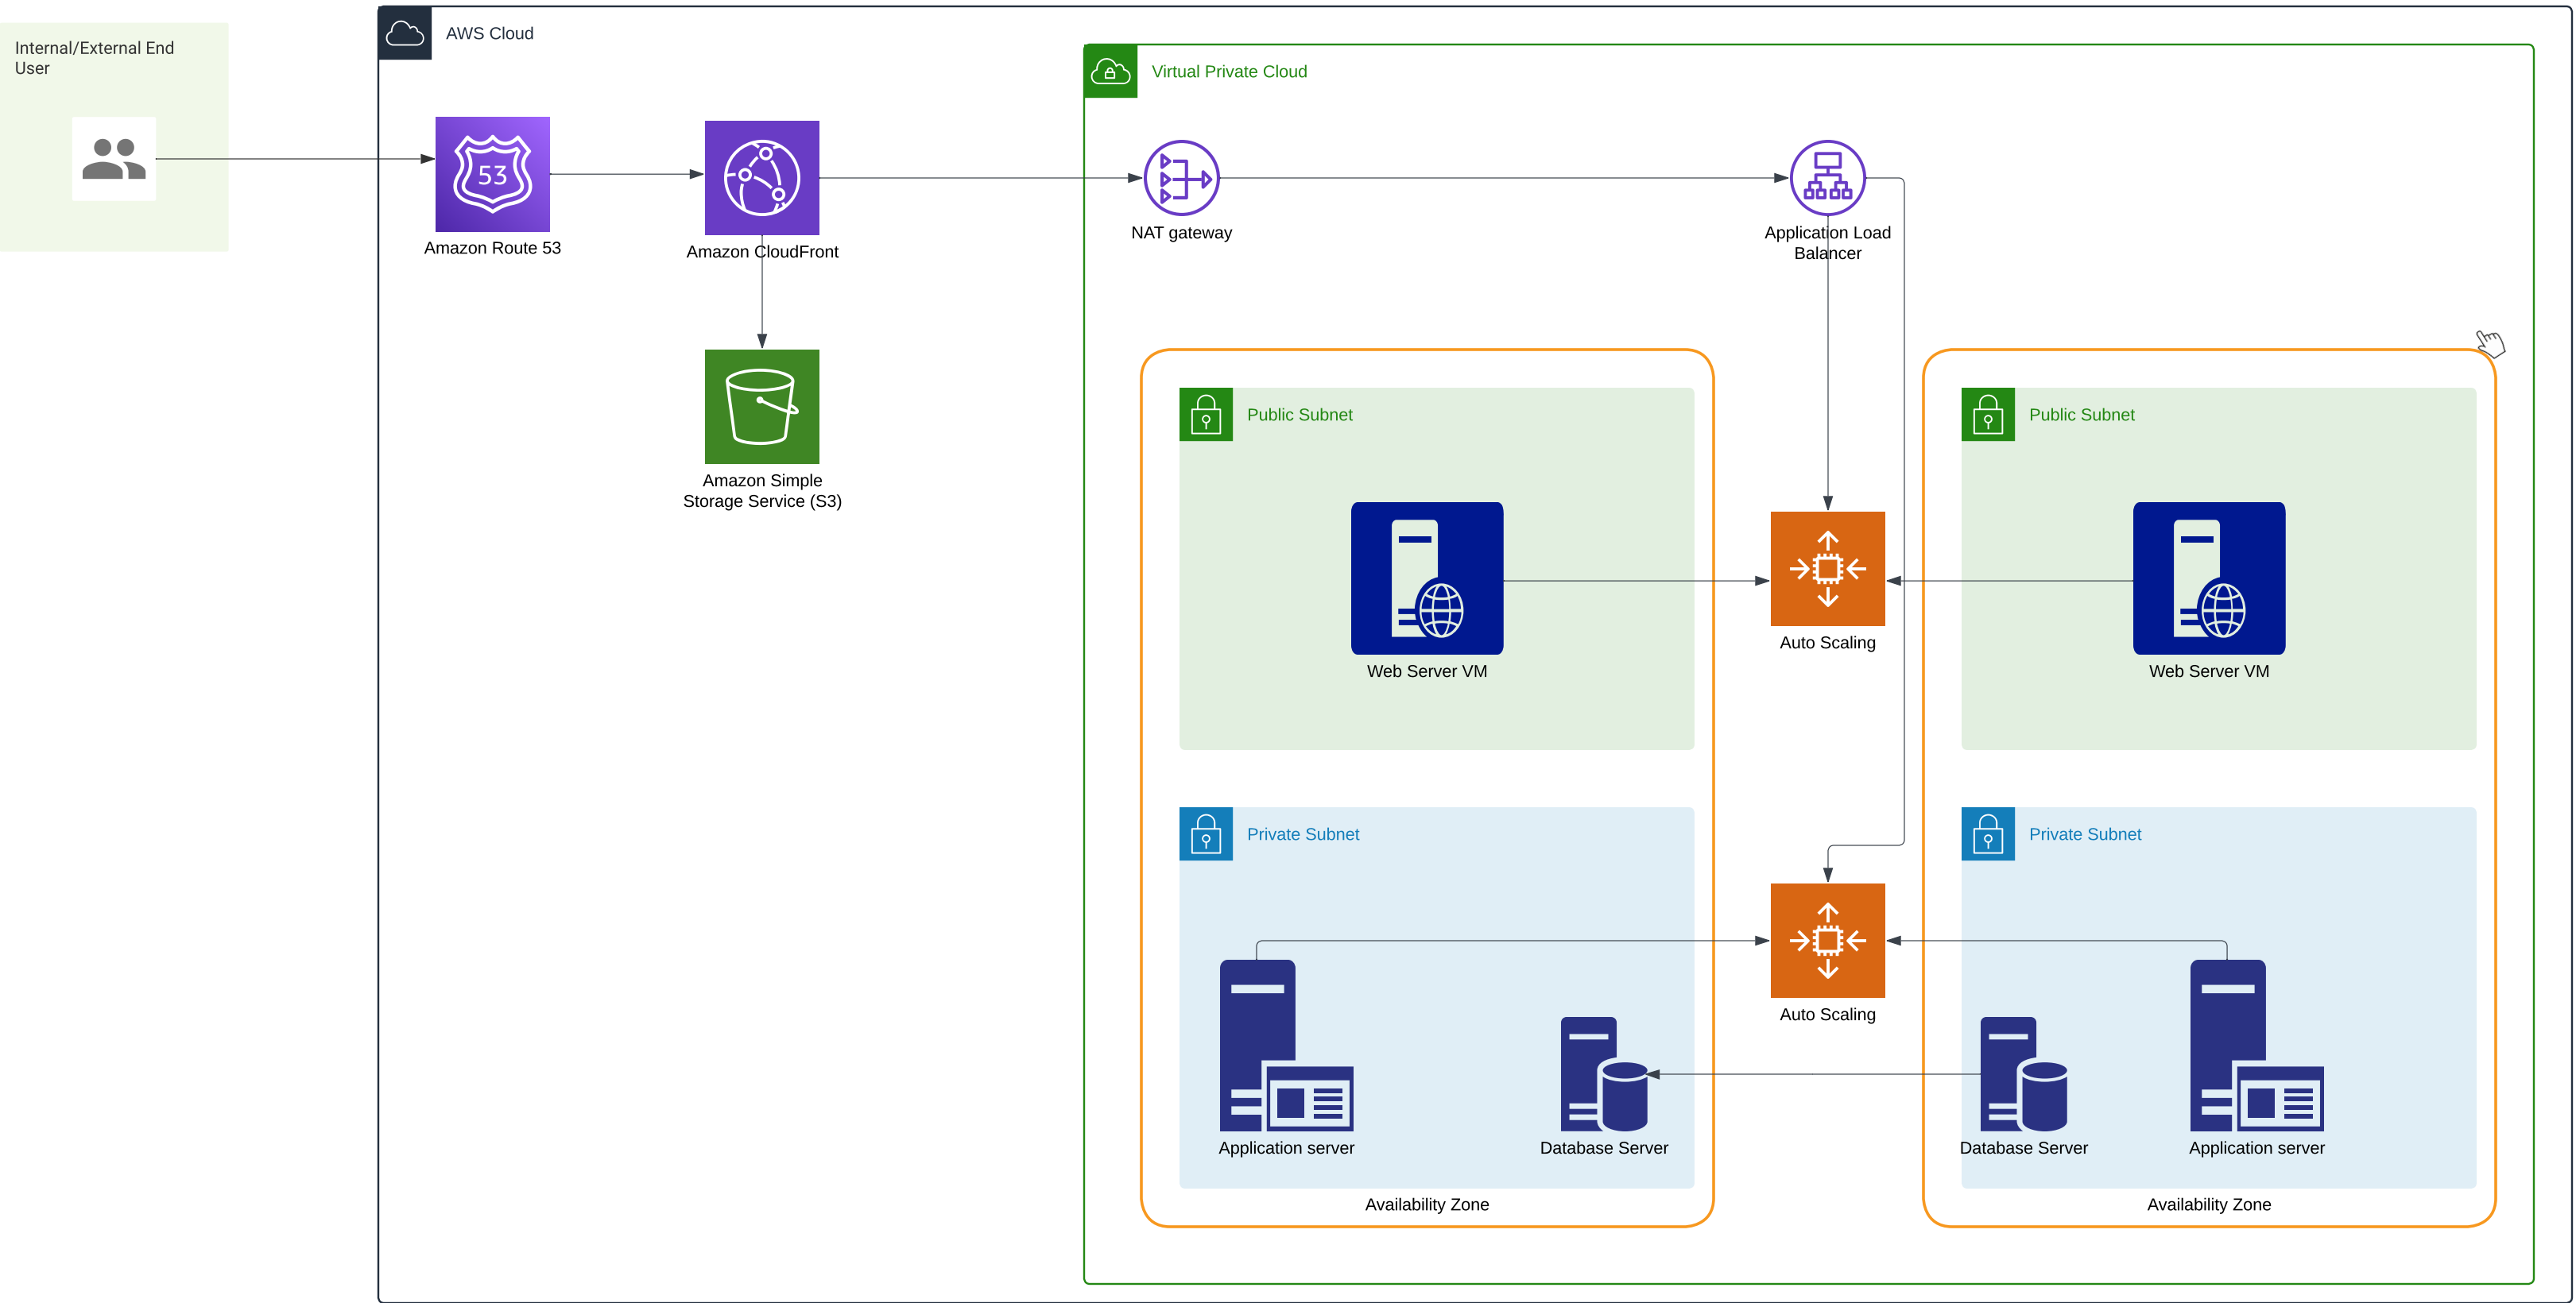 Internal/External End
User
AWS Cloud
Virtual Private Cloud
53
Amazon Route 53
Amazon CloudFront
NAT gateway
Application Load
Balancer
Amazon Simple
Storage Service (S3)
Public Subnet
Public Subnet
Web Server VM
Auto Scaling
Web Server VM
Private Subnet
Private Subnet
Auto Scaling
Application server
Database Server
Database Server
Application server
Availability Zone
Availability Zone